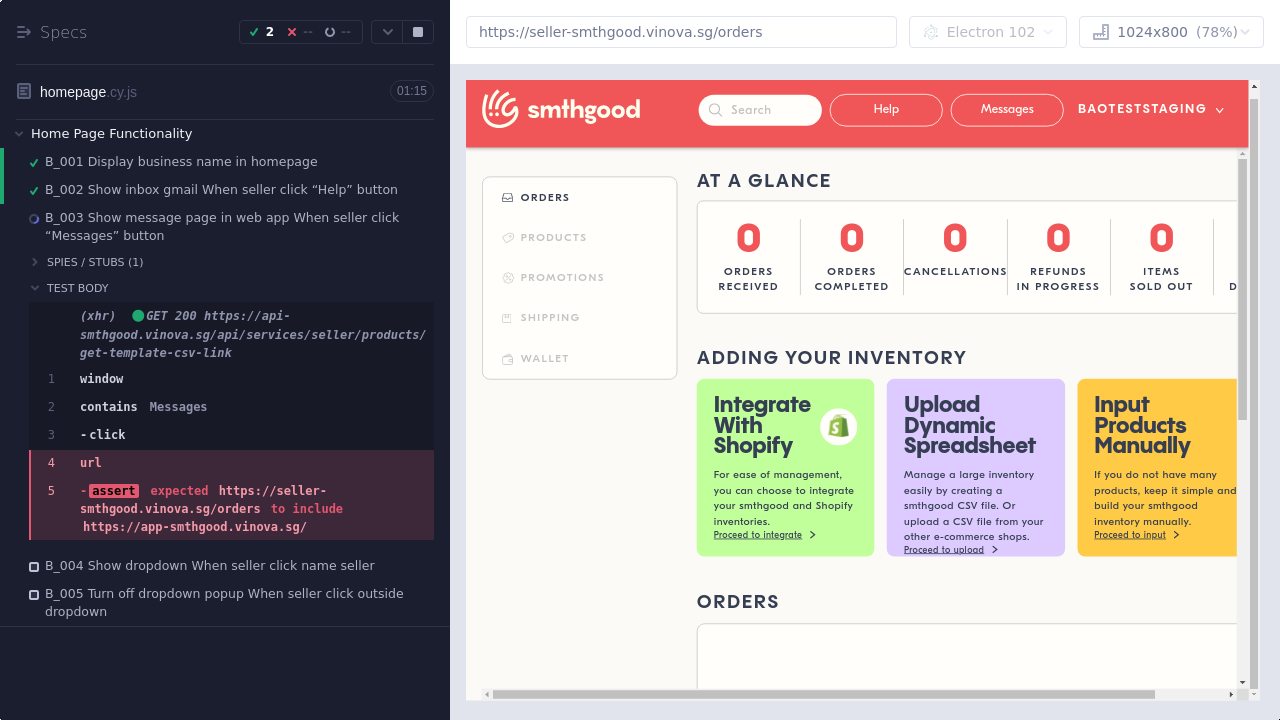 Specs
2
--
--
homepage.cy.js
01:15
Home Page Functionality
B_001 Display business name in homepage
B_002 Show inbox gmail When seller click “Help” button
B_003 Show message page in web app When seller click
“Messages” button
SPIES / STUBS (1)
TEST BODY
(xhr) GET 200 https://api-
smthgood.vinova.sg/api/services/seller/products/
get-template-csv-link
1 window
2 contains Messages
3 -click
4 url
5 -assert expected https://seller-
smthgood.vinova.sg/orders to include
https://app-smthgood.vinova.sg/
B_004 Show dropdown When seller click name seller
B_005 Turn off dropdown popup When seller click outside
dropdown
https://seller-smthgood.vinova.sg/orders
Electron 102
1024x800 (78%)
smthgood
Search
Help
Messages
BAOTESTSTAGING
ORDERS
PRODUCTS
PROMOTIONS
SHIPPING
WALLET
AT A GLANCE
0
ORDERS
RECEIVED
0
ORDERS
COMPLETED
0
CANCELLATIONS
0
REFUNDS
IN PROGRESS
0
ITEMS
SOLD OUT
D
ADDING YOUR INVENTORY
Integrate
With
Shopify
For ease of management,
you can choose to integrate
your smthgood and Shopify
inventories.
Proceed to integrate
Upload
Dynamic
Spreadsheet
Manage a large inventory
easily by creating a
smthgood CSV file. Or
upload a CSV file from your
other e-commerce shops.
Proceed to upload
Input
Products
Manually
If you do not have many
products, keep it simple and
build your smthgood
inventory manually.
Proceed to input
ORDERS